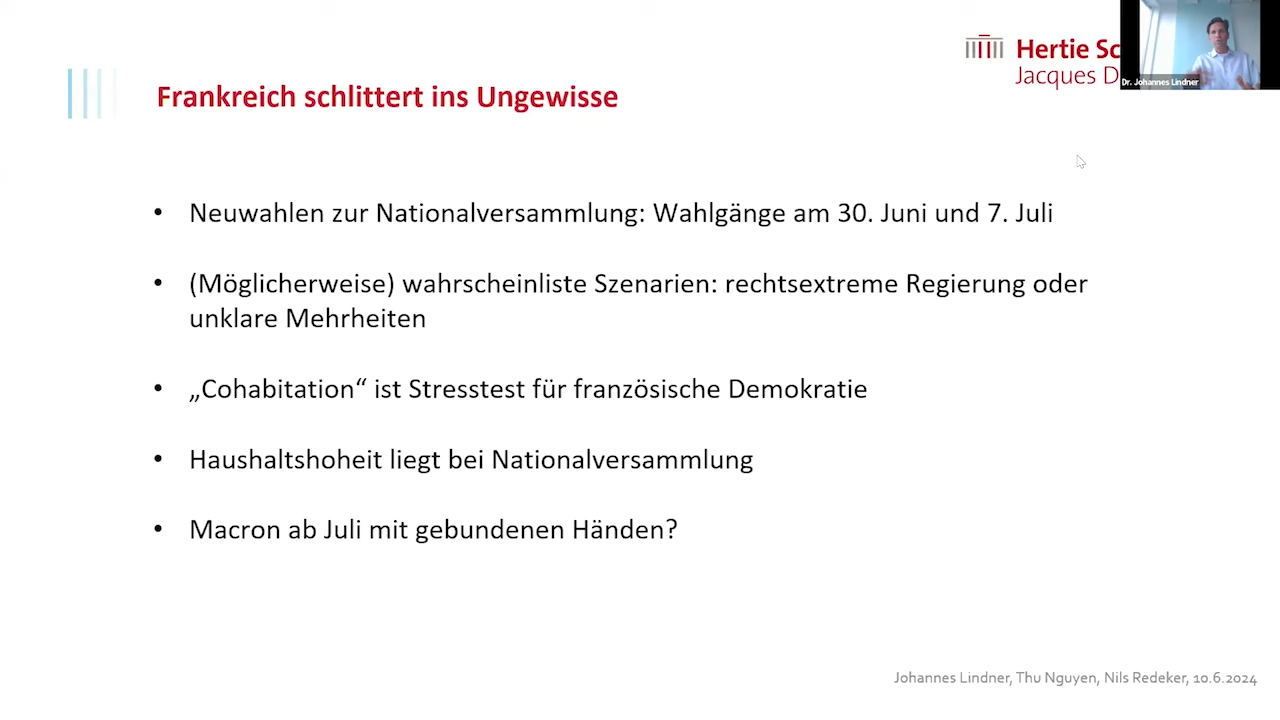 Hertie Sc
Jacques D
Dr. Johannes Lindner
Frankreich schlittert ins Ungewisse
• Neuwahlen zur Nationalversammlung: Wahlgänge am 30. Juni und 7. Juli
• (Möglicherweise) wahrscheinliste Szenarien: rechtsextreme Regierung oder
unklare Mehrheiten
• „Cohabitation“ ist Stresstest für französische Demokratie
• Haushaltshoheit liegt bei Nationalversammlung
• Macron ab Juli mit gebundenen Händen?
Johannes Lindner, Thu Nguyen, Nils Redeker, 10.6.2024